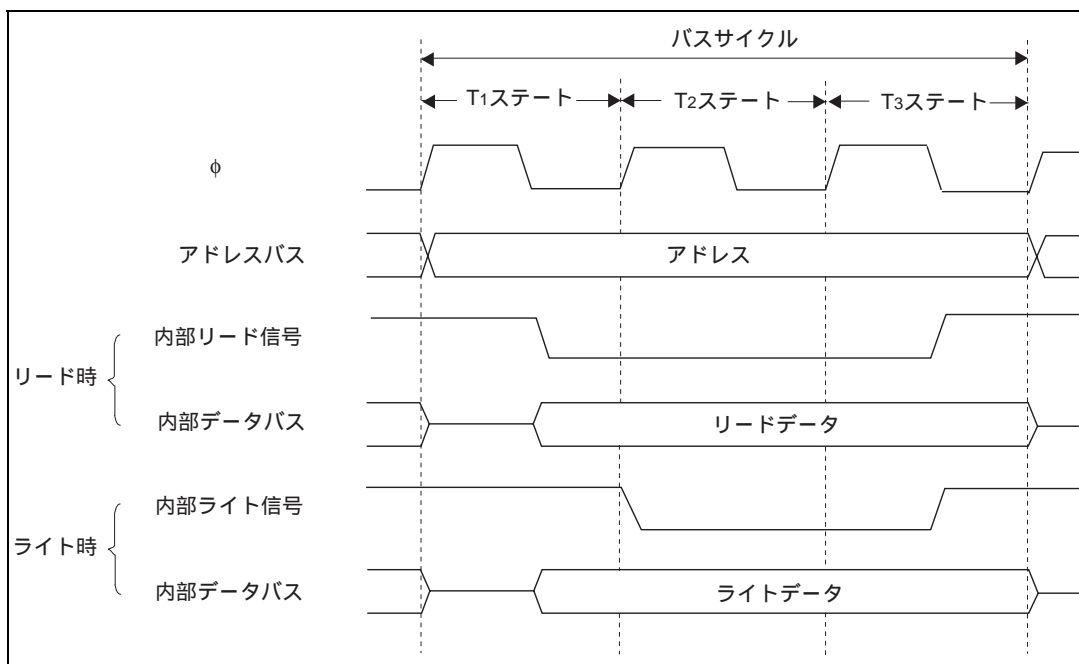 バスサイクル
T1ステート T2ステート T3ステート
φ
アドレスバス アドレス
内部リード信号
リード時
内部データバス リードデータ
内部ライト信号
ライト時
内部データバス ライトデータ